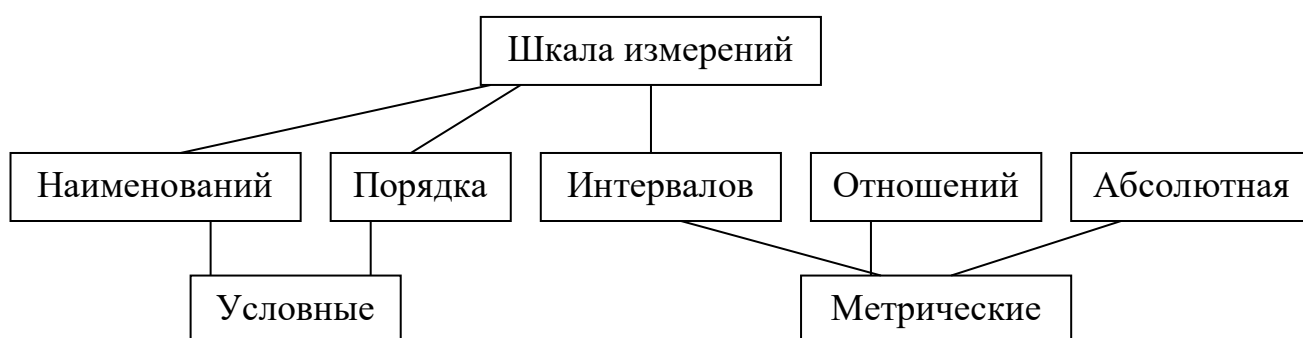 Шкала измерений
Наименований
Порядка
Интервалов
Отношений
Абсолютная
Условные
Метрические